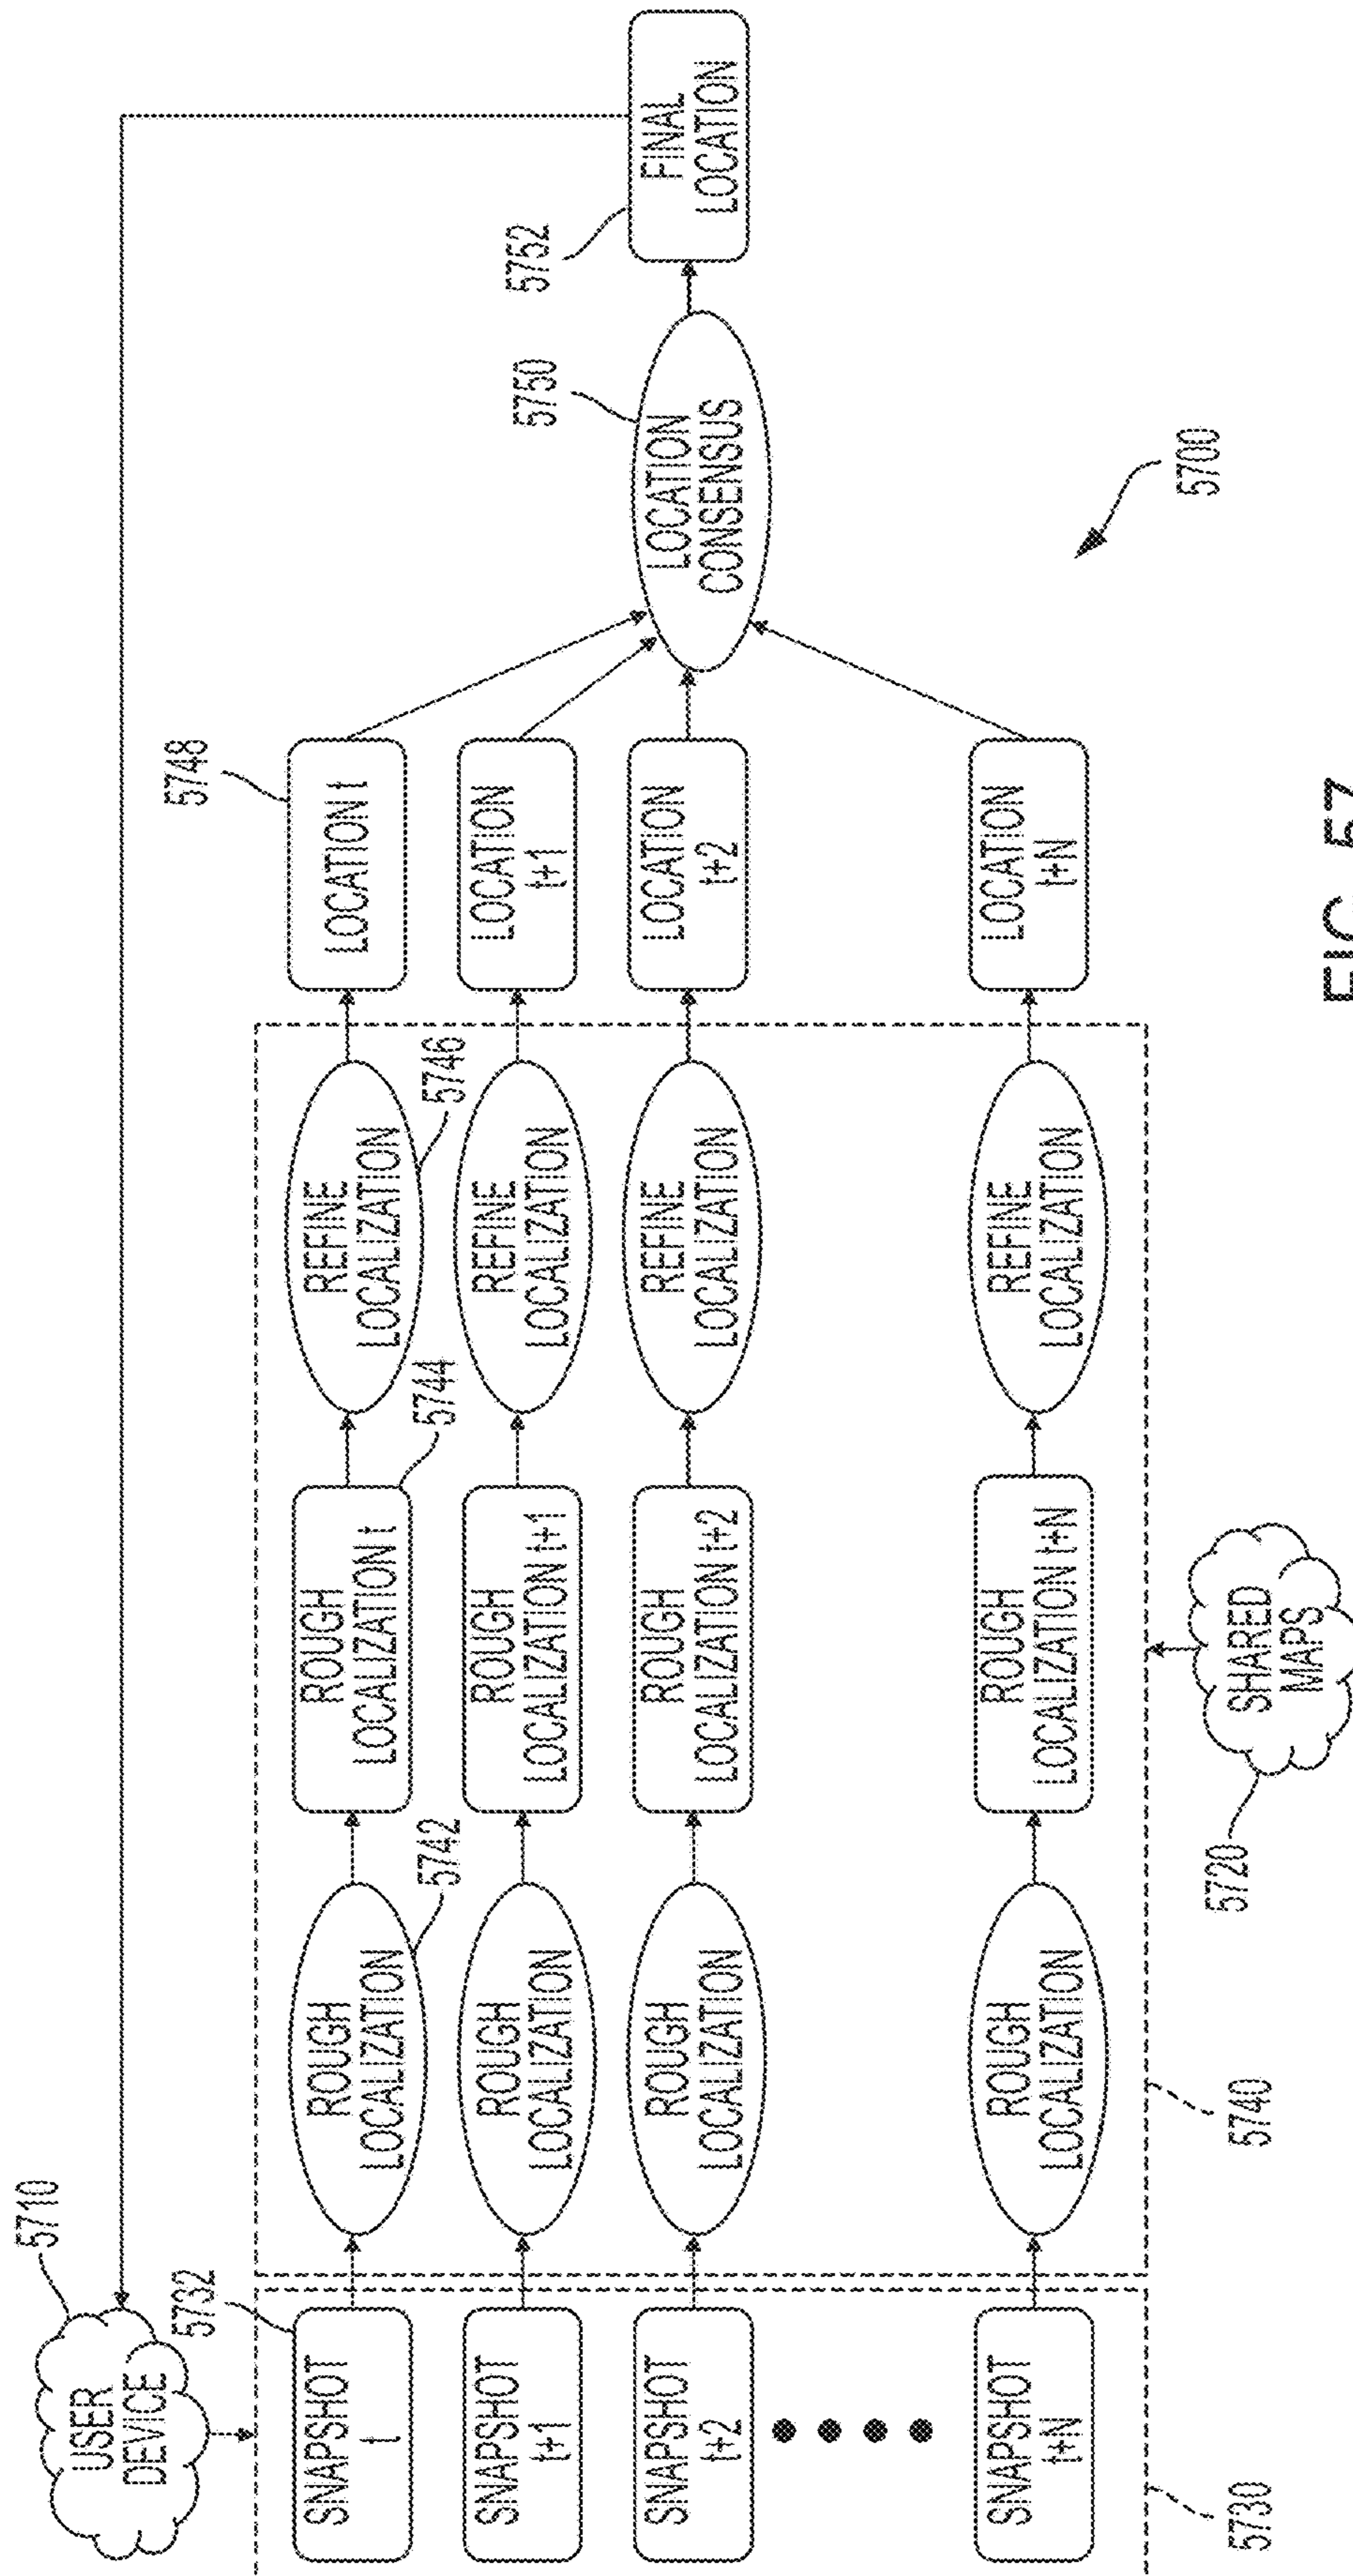 5710
USER
DEVICE
5732
SNAPSHOT
t
SNAPSHOT
t+1
SNAPSHOT
t+2
SNAPSHOT
t+N
5730
ROUGH
LOCALIZATION
5742
ROUGH
LOCALIZATION
ROUGH
LOCALIZATION
ROUGH
LOCALIZATION
5740
ROUGH
LOCALIZATION t
5744
ROUGH
LOCALIZATION t+1
ROUGH
LOCALIZATION t+2
ROUGH
LOCALIZATION t+N
SHARED
MAPS
5720
REFINE
LOCALIZATION
5746
REFINE
LOCALIZATION
REFINE
LOCALIZATION
REFINE
LOCALIZATION
5748
LOCATION t
LOCATION
t+1
LOCATION
t+2
LOCATION
t+N
5750
LOCATION
CONSENSUS
5752
FINAL
LOCATION
5700
FIG. 57